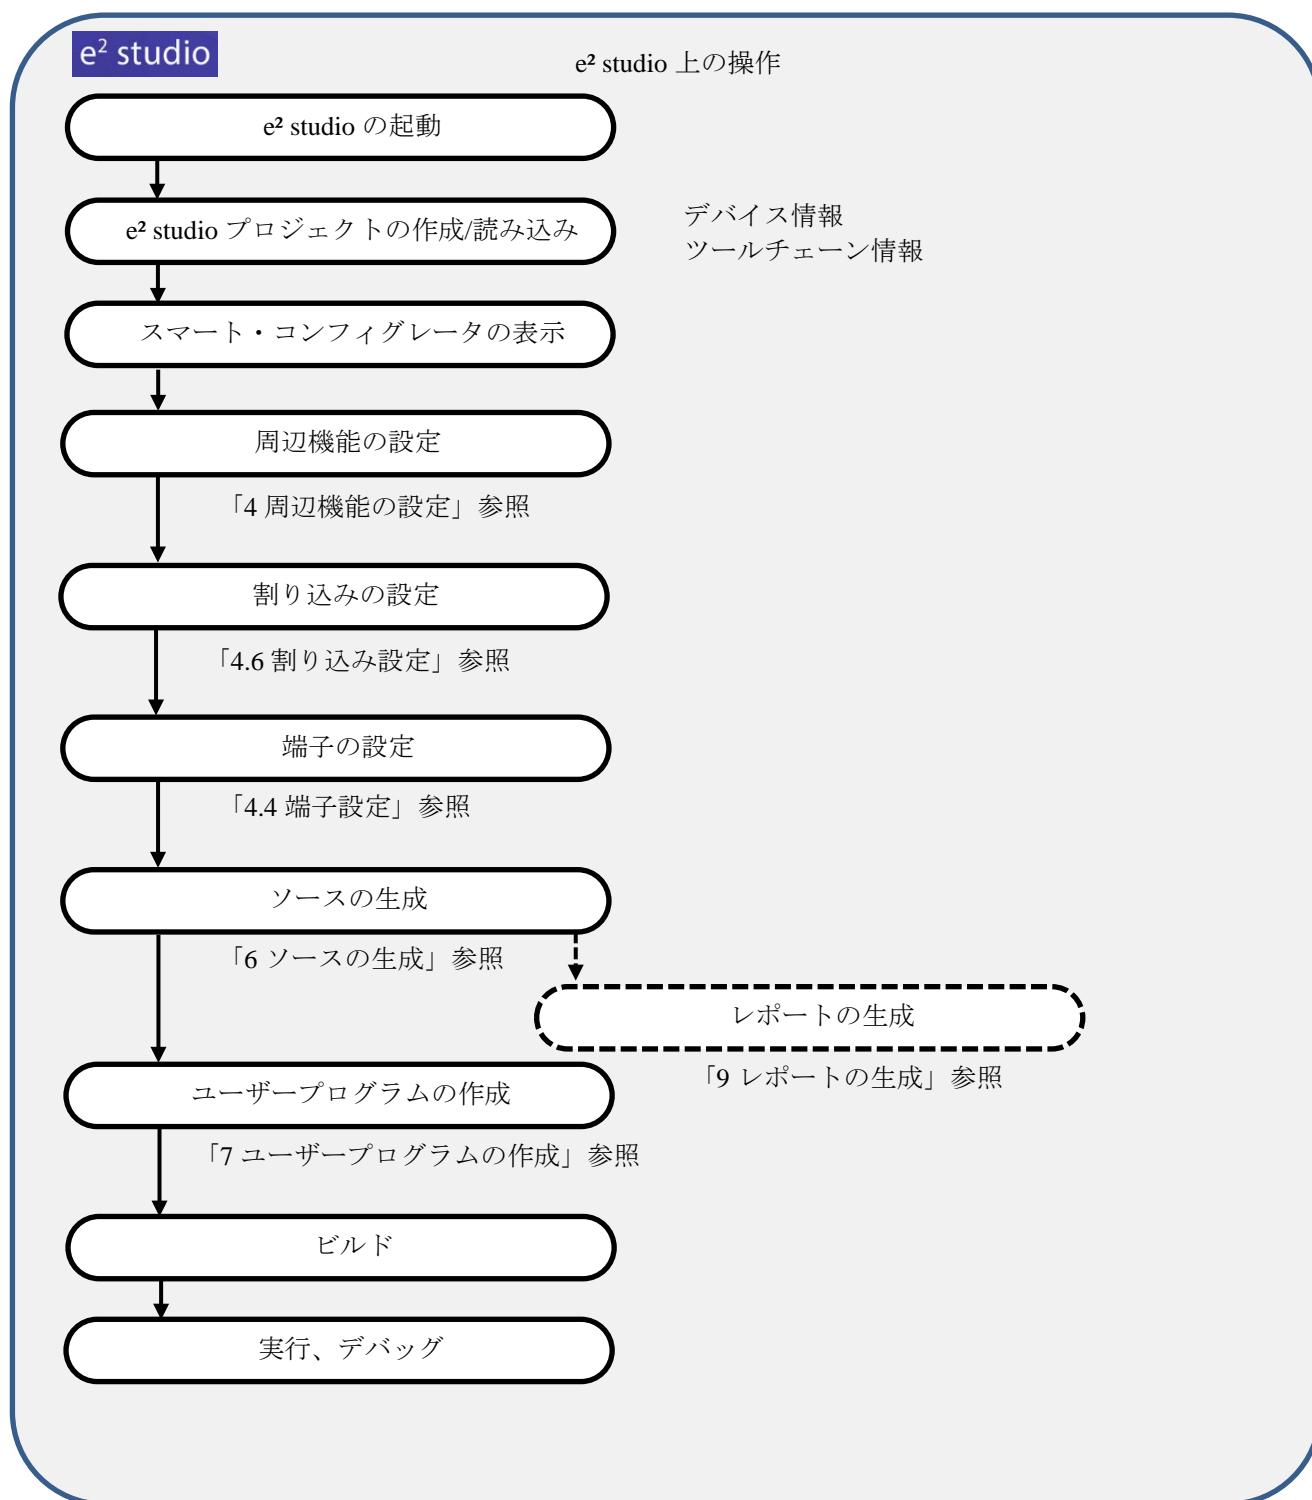 e² studio
e² studio 上の操作
e² studio の起動
e² studio プロジェクトの作成/読み込み
デバイス情報
ツールチェーン情報
スマート・コンフィグレータの表示
周辺機能の設定
「4 周辺機能の設定」参照
割り込みの設定
「4.6 割り込み設定」参照
端子の設定
「4.4 端子設定」参照
ソースの生成
「6 ソースの生成」参照
レポートの生成
「9 レポートの生成」参照
ユーザープログラムの作成
「7 ユーザープログラムの作成」参照
ビルド
実行、デバッグ